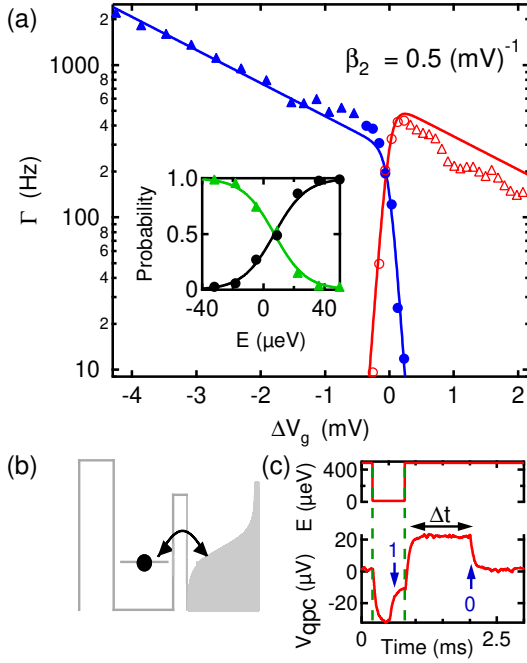 (a)
β2 = 0.5 (mV)-1
Γ (Hz)
2
1000
8
6
4
2
100
8
6
4
2
10
-4
-3
-2
-1
0
1
2
ΔVg (mV)
Probability
1.0
0.5
0
-40
0
40
E (µeV)
(b)
(c)
E (µeV)
400
0
Δt
Vqpc (µV)
20
0
-20
1
0
0
Time (ms)
2.5